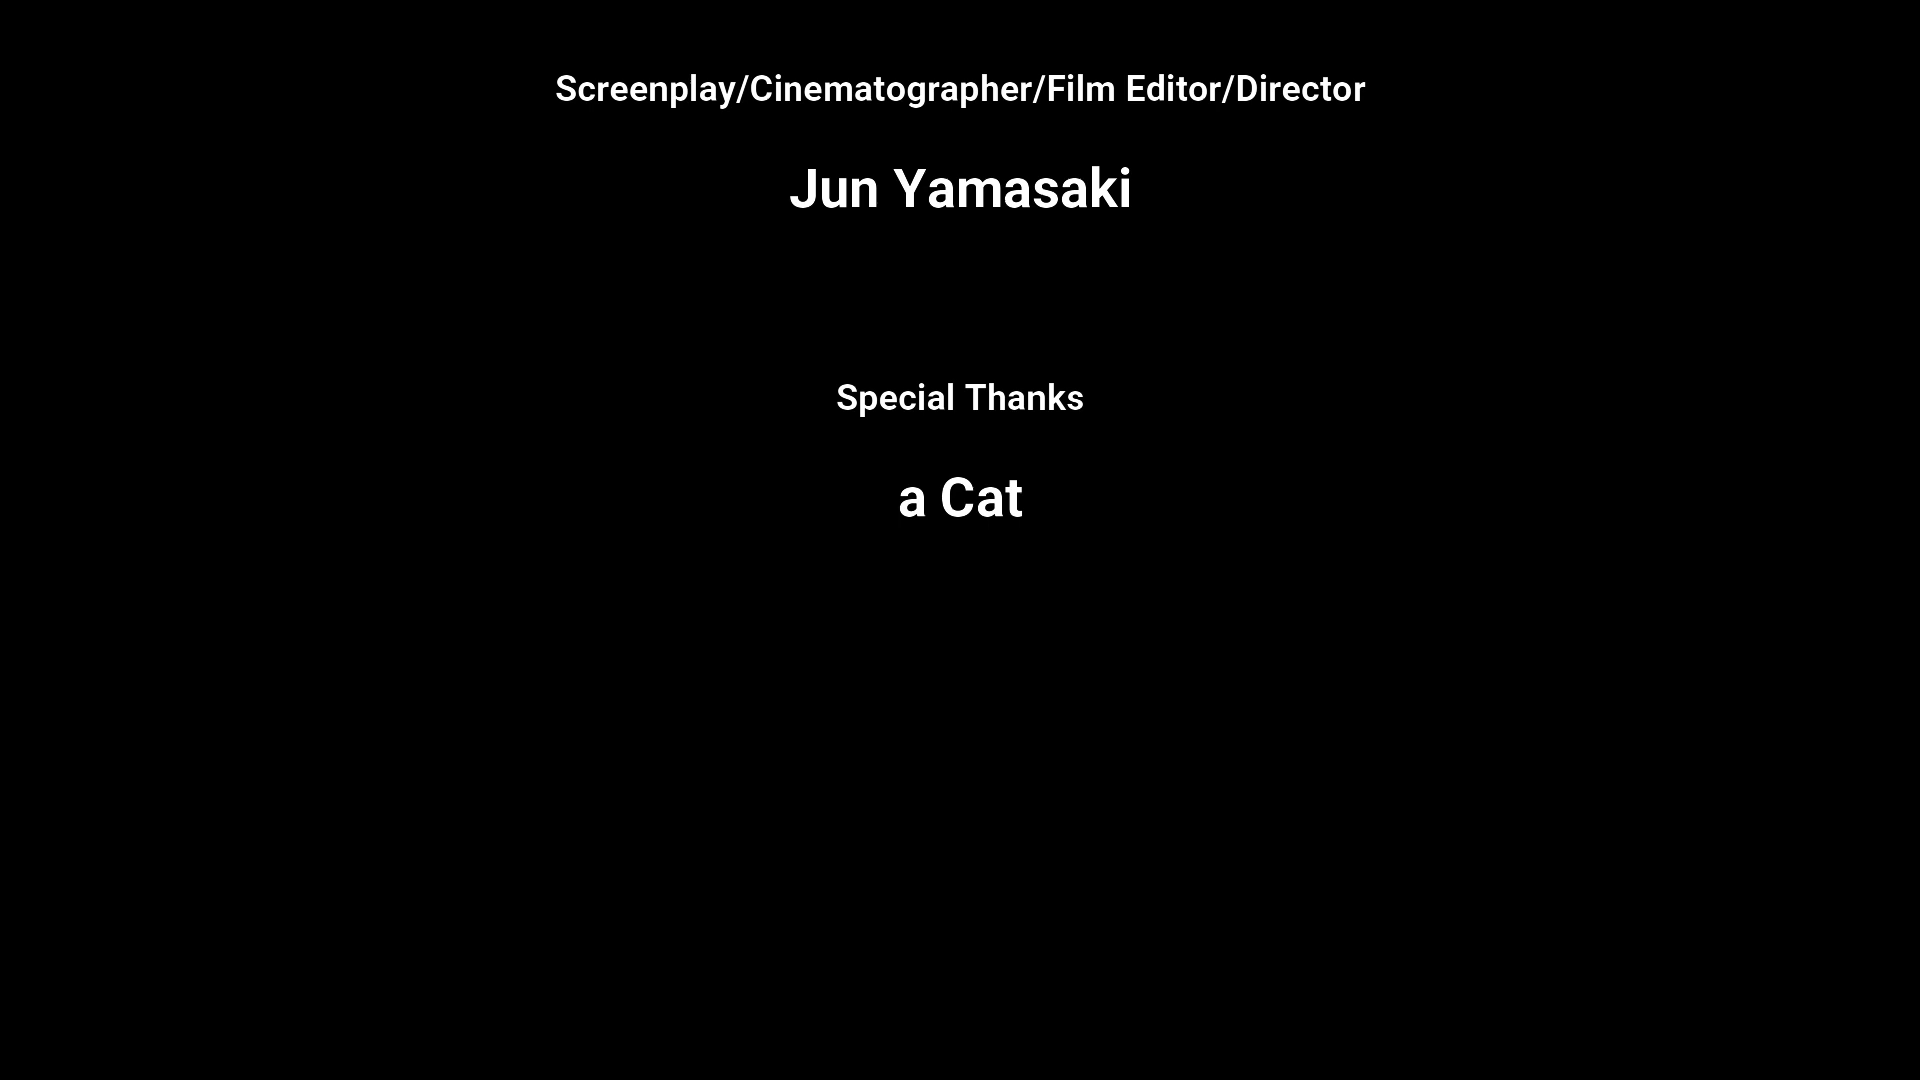 Screenplay/Cinematographer/Film Editor/Director
Jun Yamasaki
Special Thanks
a Cat